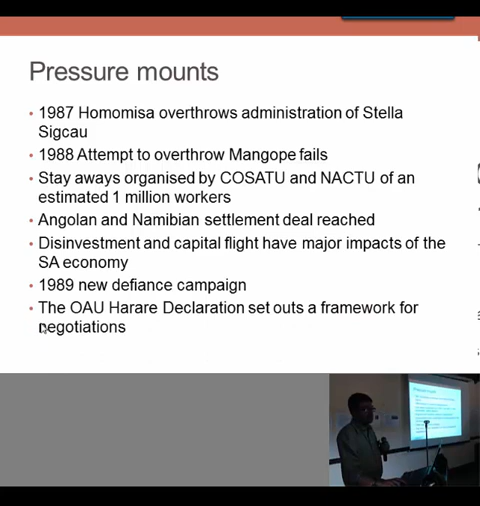 Pressure mounts
• 1987 Homomisa overthrows administration of Stella
Sigcau
• 1988 Attempt to overthrow Mangope fails
• Stay aways organised by COSATU and NACTU of an
estimated 1 million workers
• Angolan and Namibian settlement deal reached
• Disinvestment and capital flight have major impacts of the
SA economy
• 1989 new defiance campaign
• The OAU Harare Declaration set outs a framework for
negotiations